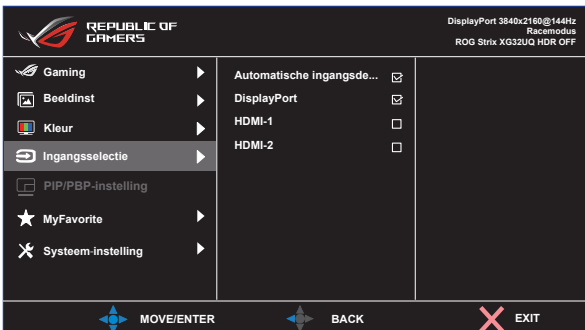 REPUBLIC OF
GAMERS
DisplayPort 3840x2160@144Hz
Racemodus
ROG Strix XG32UQ HDR OFF
Gaming
Beeldinst
Kleur
Ingangsselectie
PIP/PBP-instelling
MyFavorite
Systeem-instelling
Automatische ingangsde...
DisplayPort
HDMI-1
HDMI-2
MOVE/ENTER
BACK
EXIT